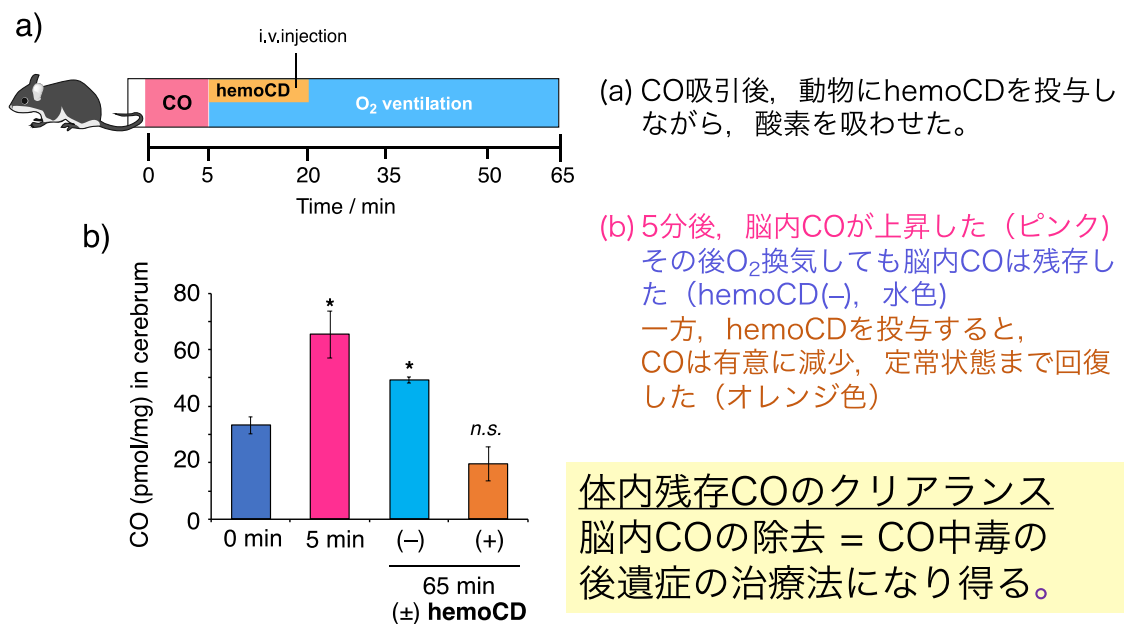 a)
i.v.injection
CO
hemoCD
O₂ ventilation
0 5 20 35 50 65
Time / min
(a) CO吸引後，動物にhemoCDを投与し
ながら，酸素を吸わせた。
b)
CO (pmol/mg) in cerebrum
80
60
40
20
0
*
*
n.s.
0 min 5 min (–) (+)
65 min
(±) hemoCD
(b) 5分後，脳内COが上昇した（ピンク)
その後O₂換気しても脳内COは残存し
た（hemoCD(–)，水色)
一方，hemoCDを投与すると，
COは有意に減少，定常状態まで回復
した（オレンジ色）
体内残存COのクリアランス
脳内COの除去 = CO中毒の
後遺症の治療法になり得る。